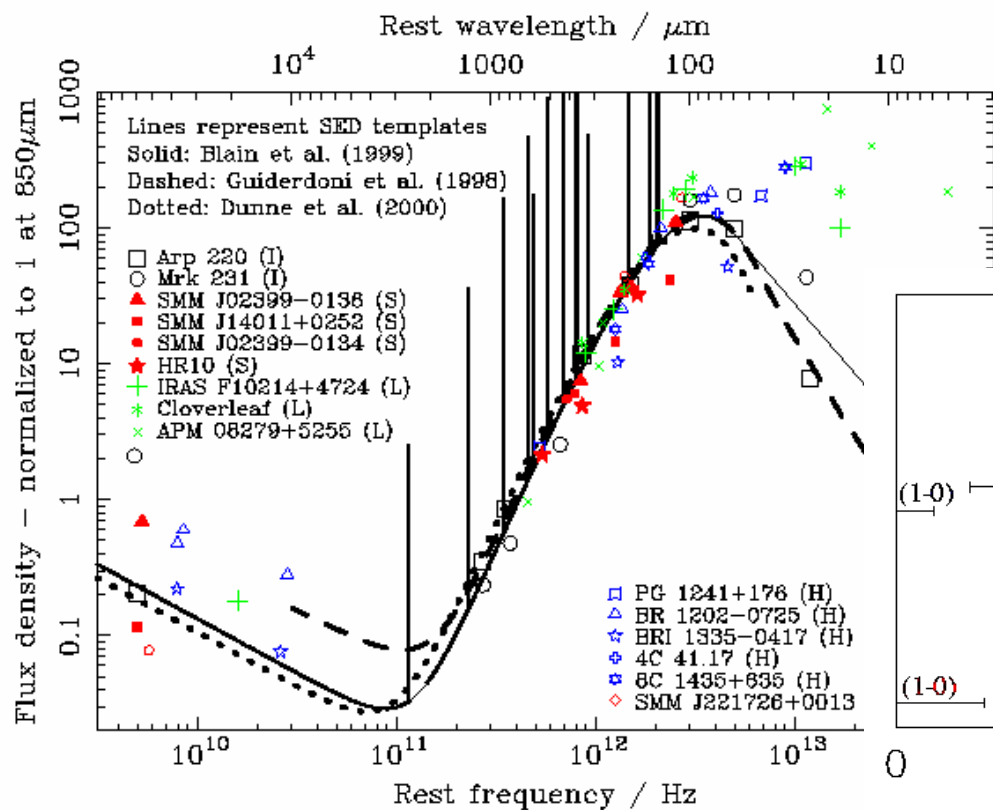 Rest wavelength / μm
10⁴ 1000 100 10
Flux density – normalized to 1 at 850μm
1000
100
10
1
0.1
Lines represent SED templates
Solid: Blain et al. (1999)
Dashed: Guiderdoni et al. (1998)
Dotted: Dunne et al. (2000)
Arp 220 (I)
Mrk 231 (I)
SMM J02399-0136 (S)
SMM J14011+0252 (S)
SMM J02399-0134 (S)
HR10 (S)
IRAS F10214+4724 (L)
Cloverleaf (L)
APM 08279+5255 (L)
PG 1241+176 (H)
BR 1202-0725 (H)
BRI 1335-0417 (H)
4C 41.17 (H)
8C 1435+635 (H)
SMM J221726+0013
(1-0)
(1-0)
0
10¹⁰ 10¹¹ 10¹² 10¹³
Rest frequency / Hz